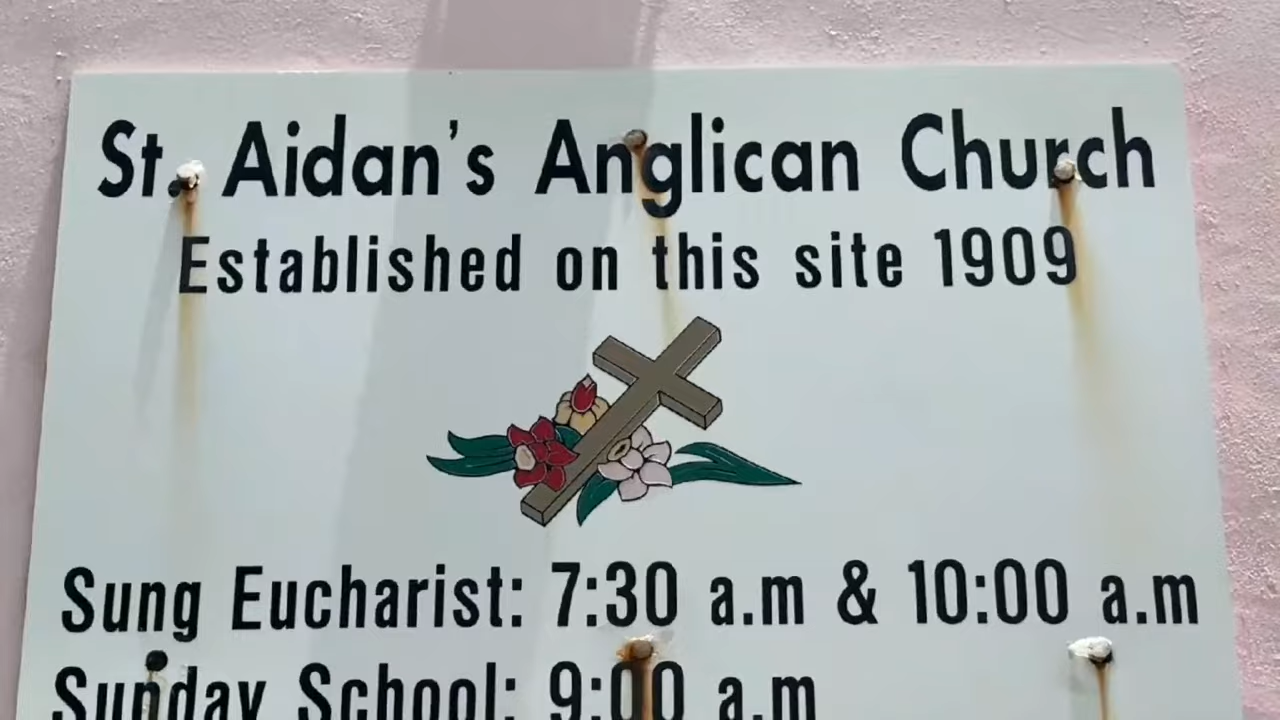 St. Aidan's Anglican Church
Established on this site 1909
Sung Eucharist: 7:30 a.m & 10:00 a.m
Sunday School: 9:00 a.m